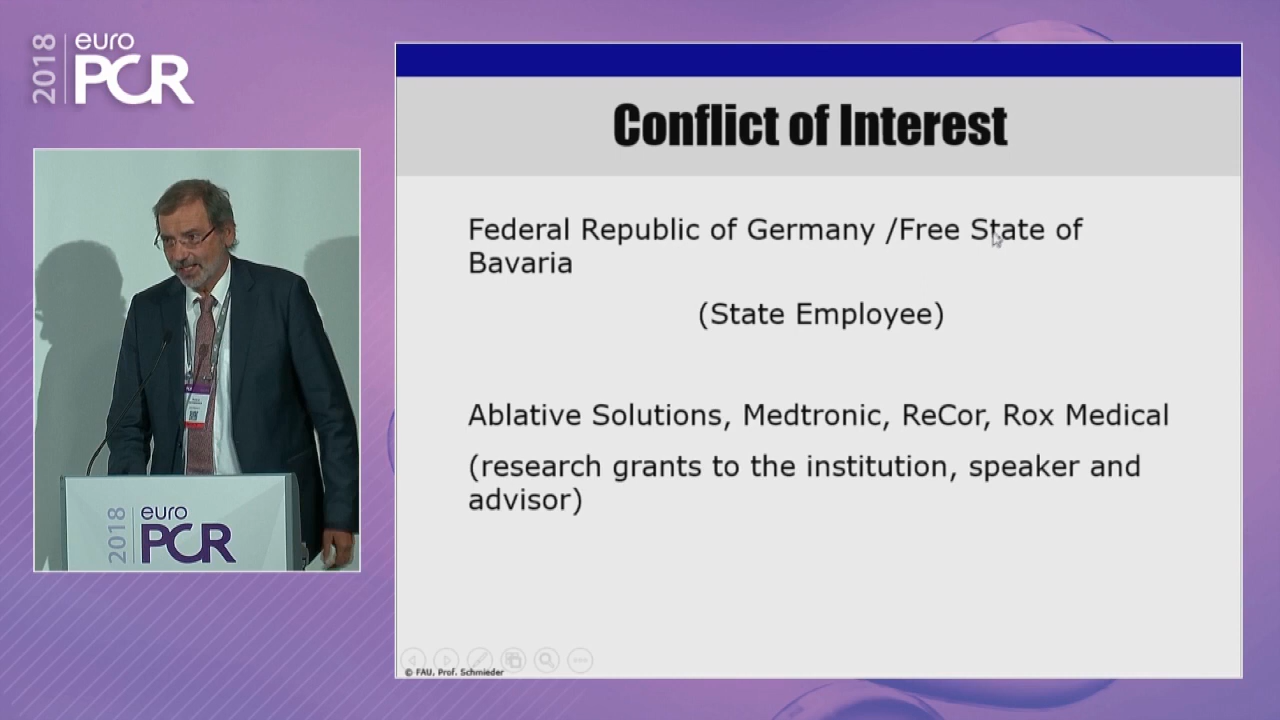 2018
euro
PCR
Conflict of Interest
Federal Republic of Germany /Free State of
Bavaria
(State Employee)
Ablative Solutions, Medtronic, ReCor, Rox Medical
(research grants to the institution, speaker and
advisor)
© FAU, Prof. Schmieder
2018
euro
PCR